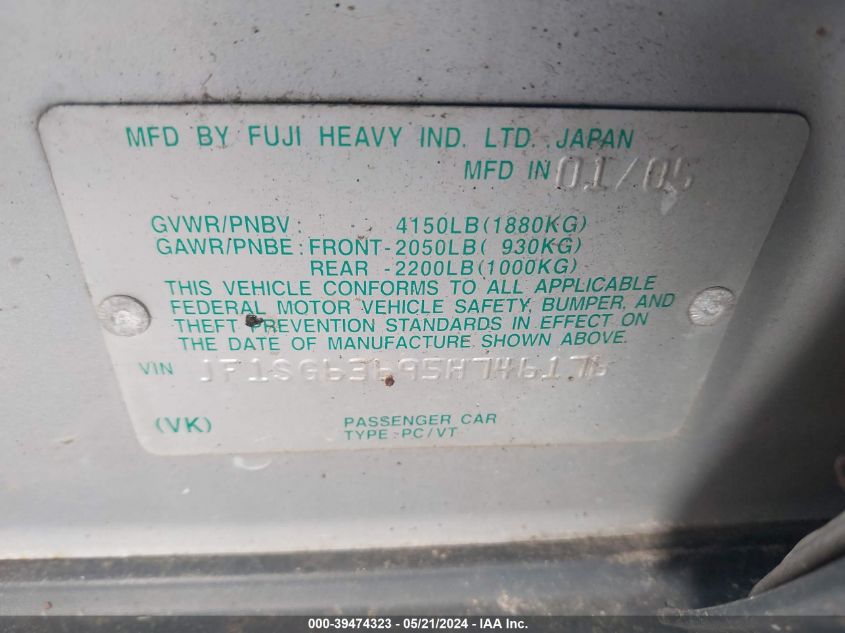 MFD BY FUJI HEAVY IND. LTD. JAPAN
MFD IN 01/05
GVWR/PNBV : 4150LB(1880KG)
GAWR/PNBE : FRONT-2050LB( 930KG)
REAR -2200LB(1000KG)
THIS VEHICLE CONFORMS TO ALL APPLICABLE
FEDERAL MOTOR VEHICLE SAFETY, BUMPER, AND
THEFT PREVENTION STANDARDS IN EFFECT ON
THE DATE OF MANUFACTURE SHOWN ABOVE.
VIN JF1SG63695H746176
(VK) PASSENGER CAR
TYPE : PC/VT
000-39474323 - 05/21/2024 - IAA Inc.